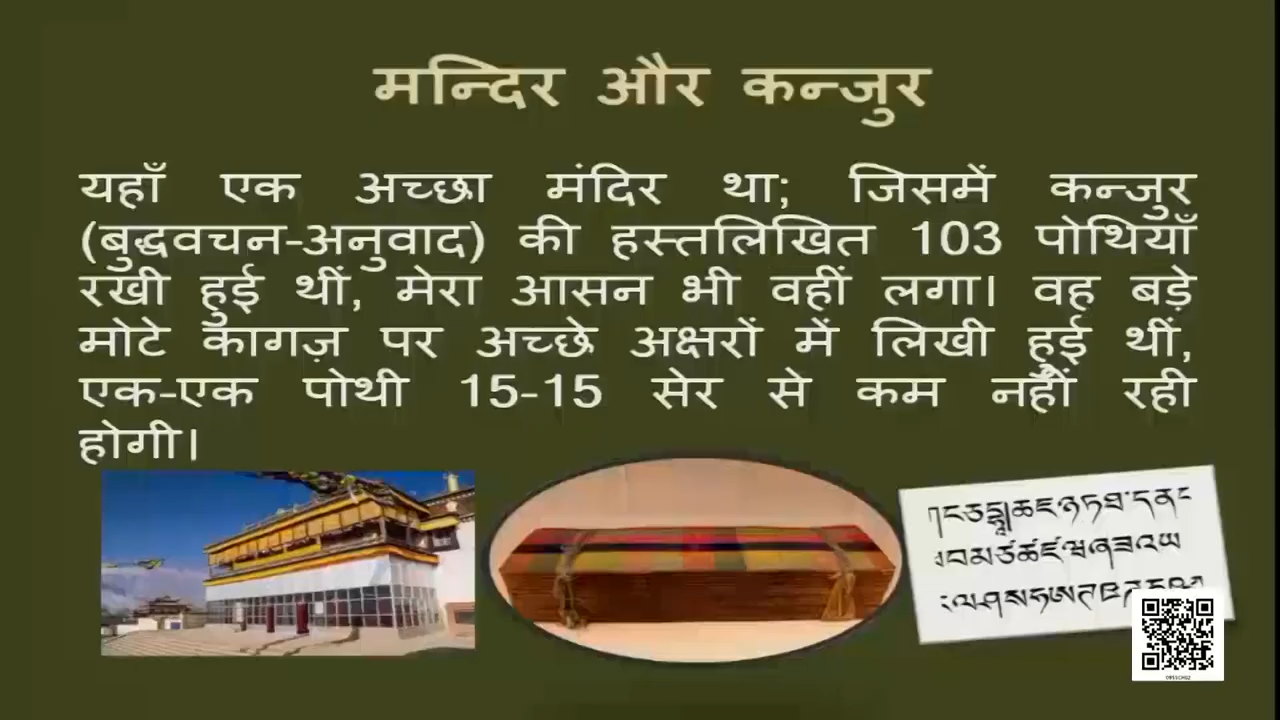 मन्दिर और कन्जुर
यहाँ एक अच्छा मंदिर था; जिसमें कन्जुर
(बुद्धवचन-अनुवाद) की हस्तलिखित 103 पोथियाँ
रखी हुई थीं, मेरा आसन भी वहीं लगा। वह बड़े
मोटे कागज़ पर अच्छे अक्षरों में लिखी हुई थीं,
एक-एक पोथी 15-15 सेर से कम नहीं रही
होगी।